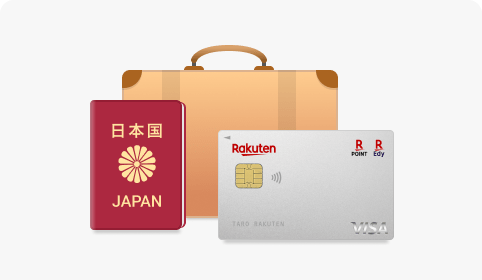 日本国
JAPAN
Rakuten
R
POINT
R
Edy
TARO RAKUTEN
VISA